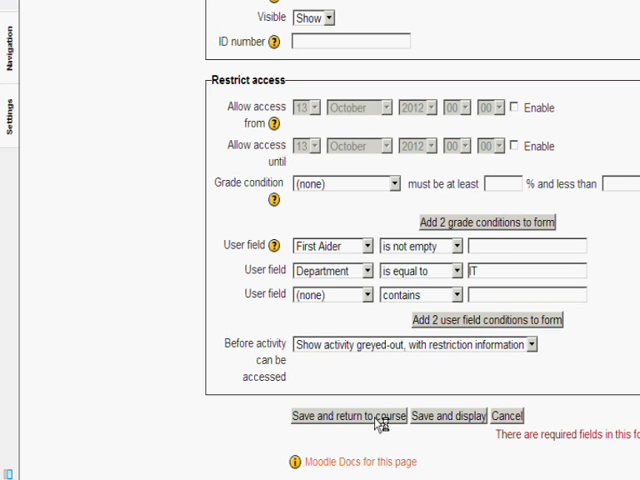 Navigation
Settings
Visible Show
ID number
Restrict access
Allow access from 13 October 2012 00 00 Enable
Allow access until 13 October 2012 00 00 Enable
Grade condition (none) must be at least % and less than
Add 2 grade conditions to form
User field First Aider is not empty
User field Department is equal to IT
User field (none) contains
Add 2 user field conditions to form
Before activity can be accessed Show activity greyed-out, with restriction information
Save and return to course Save and display Cancel
There are required fields in this fo
Moodle Docs for this page